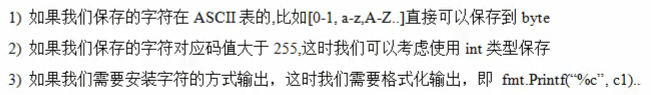 1) 如果我们保存的字符在 ASCII 表的,比如[0-1, a-z,A-Z..]直接可以保存到 byte
2) 如果我们保存的字符对应码值大于 255,这时我们可以考虑使用 int 类型保存
3) 如果我们需要安装字符的方式输出，这时我们需要格式化输出，即 fmt.Printf(“%c”, c1)..